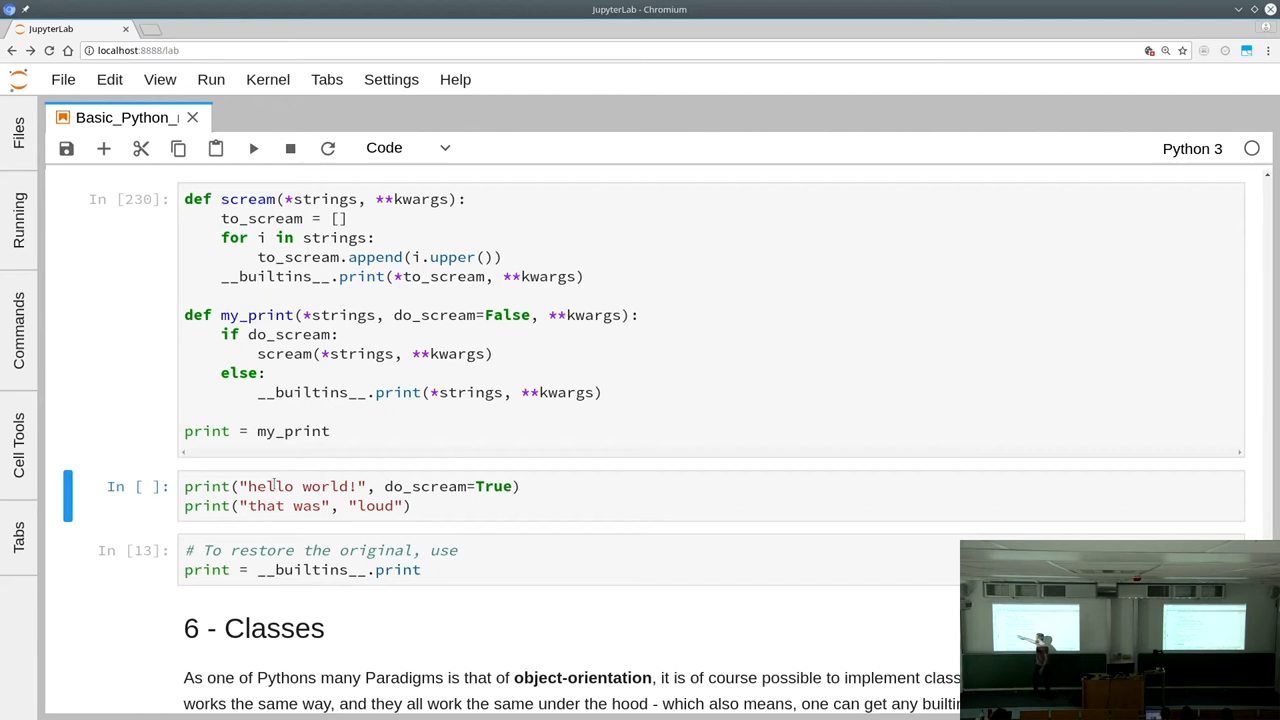 JupyterLab - Chromium
JupyterLab
localhost:8888/lab
File Edit View Run Kernel Tabs Settings Help
Basic_Python_
Code
Python 3
Files
Running
Commands
Cell Tools
Tabs
In [230]:
def scream(*strings, **kwargs):
    to_scream = []
    for i in strings:
        to_scream.append(i.upper())
    __builtins__.print(*to_scream, **kwargs)
def my_print(*strings, do_scream=False, **kwargs):
    if do_scream:
        scream(*strings, **kwargs)
    else:
        __builtins__.print(*strings, **kwargs)
print = my_print
In [ ]:
print("hello world!", do_scream=True)
print("that was", "loud")
In [13]:
# To restore the original, use
print = __builtins__.print
6 - Classes
As one of Pythons many Paradigms is that of object-orientation, it is of course possible to implement
works the same way, and they all work the same under the hood - which also means, one can get any